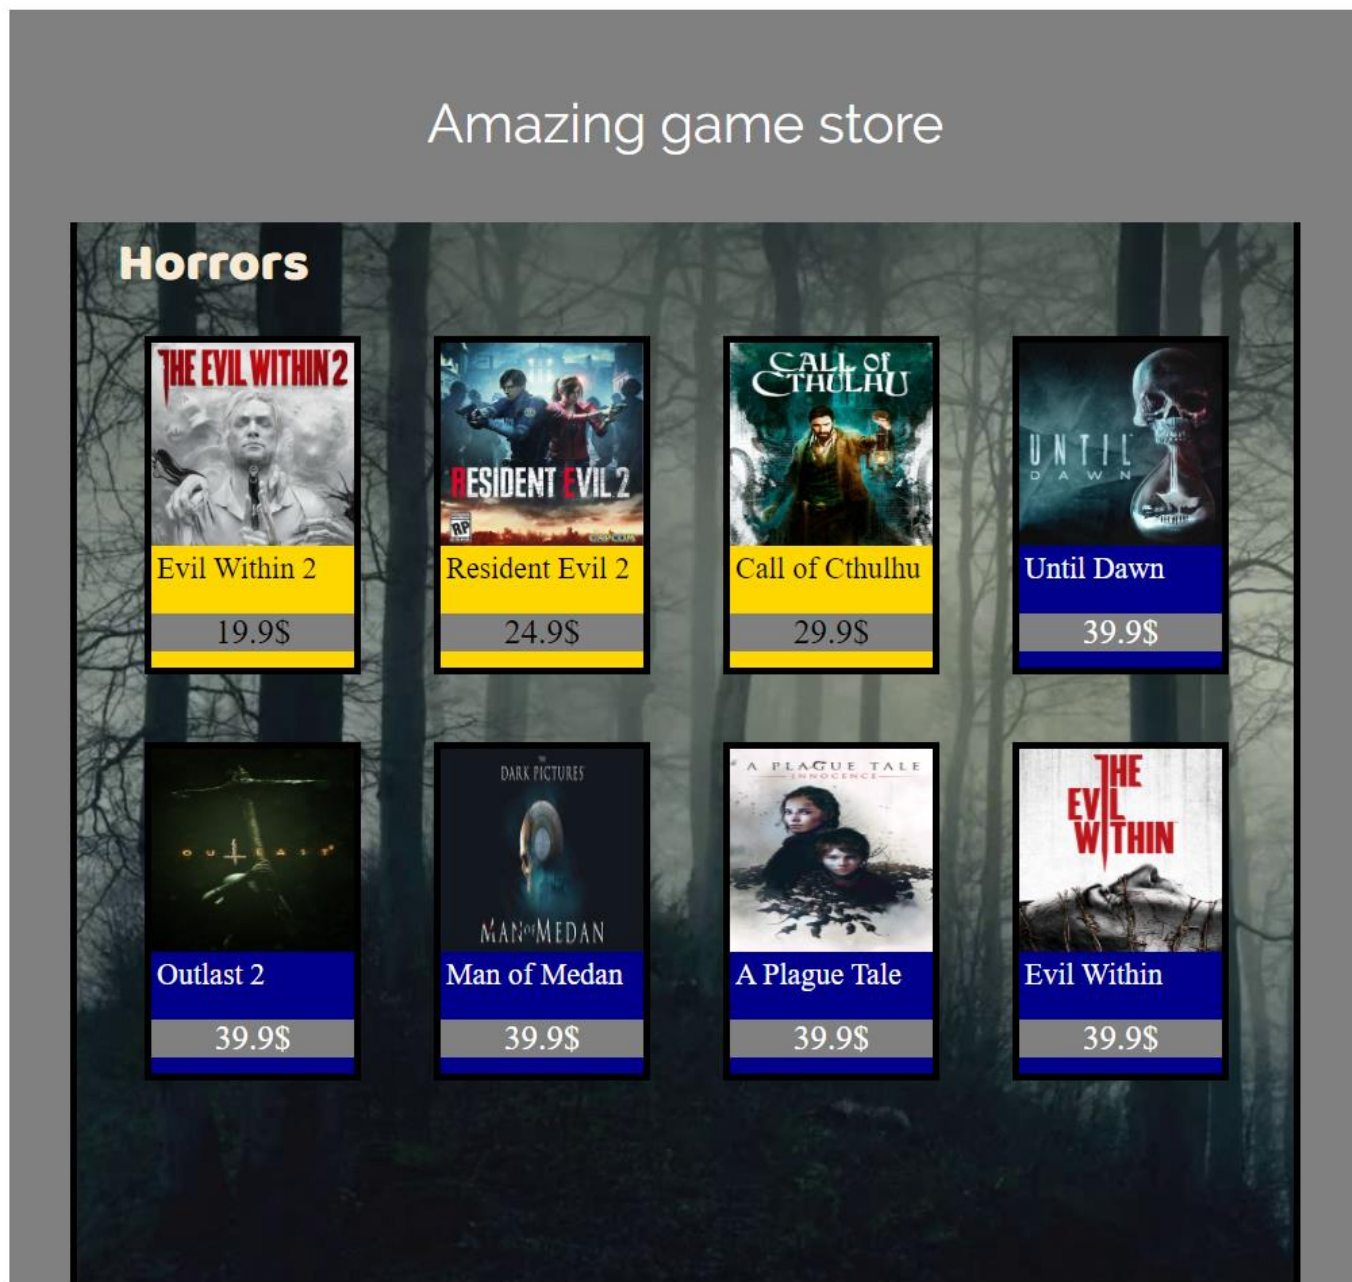 Amazing game store
Horrors
THE EVIL WITHIN 2
RESIDENT EVIL 2
RP
CAPCOM
CALL of
CTHULHU
UNTIL
DAWN
Evil Within 2
Resident Evil 2
Call of Cthulhu
Until Dawn
19.9$
24.9$
29.9$
39.9$
OUTLAST
THE
DARK PICTURES
MAN OF MEDAN
A PLAGUE TALE
INNOCENCE
THE
EVIL
WITHIN
Outlast 2
Man of Medan
A Plague Tale
Evil Within
39.9$
39.9$
39.9$
39.9$